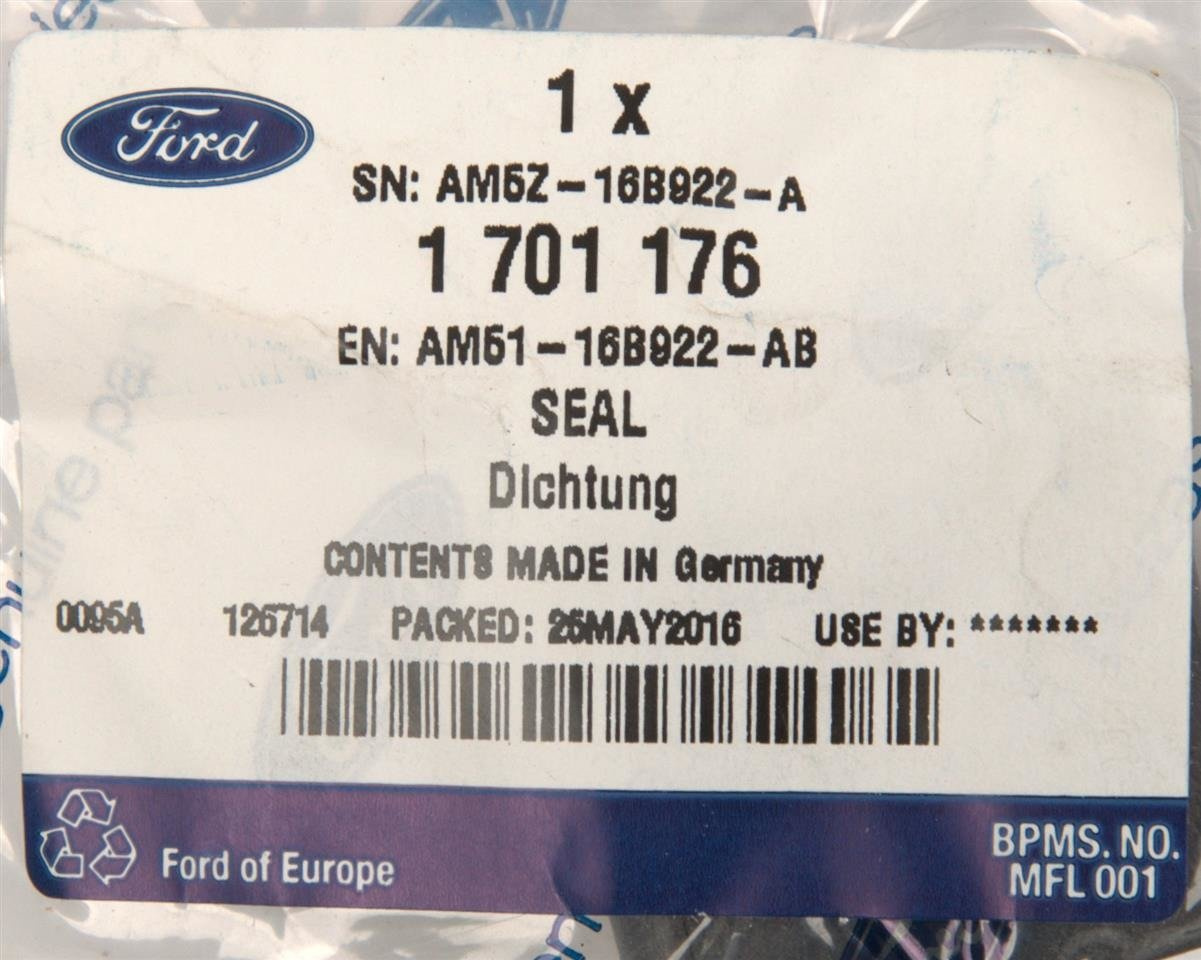 Ford
1 x
SN: AM5Z-16B922-A
1 701 176
EN: AM51-16B922-AB
SEAL
Dichtung
CONTENTS MADE IN Germany
0095A 126714 PACKED: 25MAY2016 USE BY: *******
Ford of Europe
BPMS. NO.
MFL 001